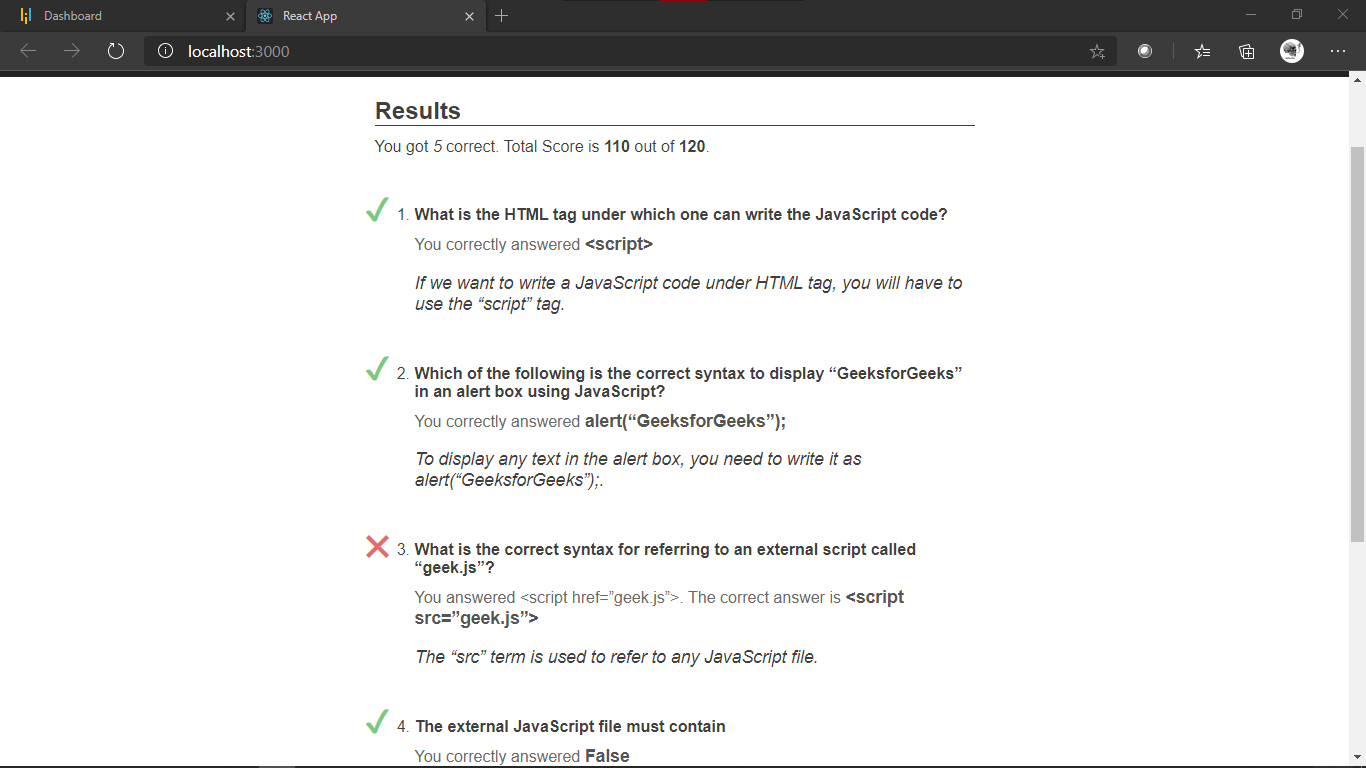 Dashboard
React App
localhost:3000
Results
You got 5 correct. Total Score is 110 out of 120.
1. What is the HTML tag under which one can write the JavaScript code?
You correctly answered <script>
If we want to write a JavaScript code under HTML tag, you will have to
use the “script” tag.
2. Which of the following is the correct syntax to display “GeeksforGeeks”
in an alert box using JavaScript?
You correctly answered alert(“GeeksforGeeks”);
To display any text in the alert box, you need to write it as
alert(“GeeksforGeeks”);.
3. What is the correct syntax for referring to an external script called
“geek.js”?
You answered <script href=”geek.js”>. The correct answer is <script
src=”geek.js”>
The “src” term is used to refer to any JavaScript file.
4. The external JavaScript file must contain
You correctly answered False